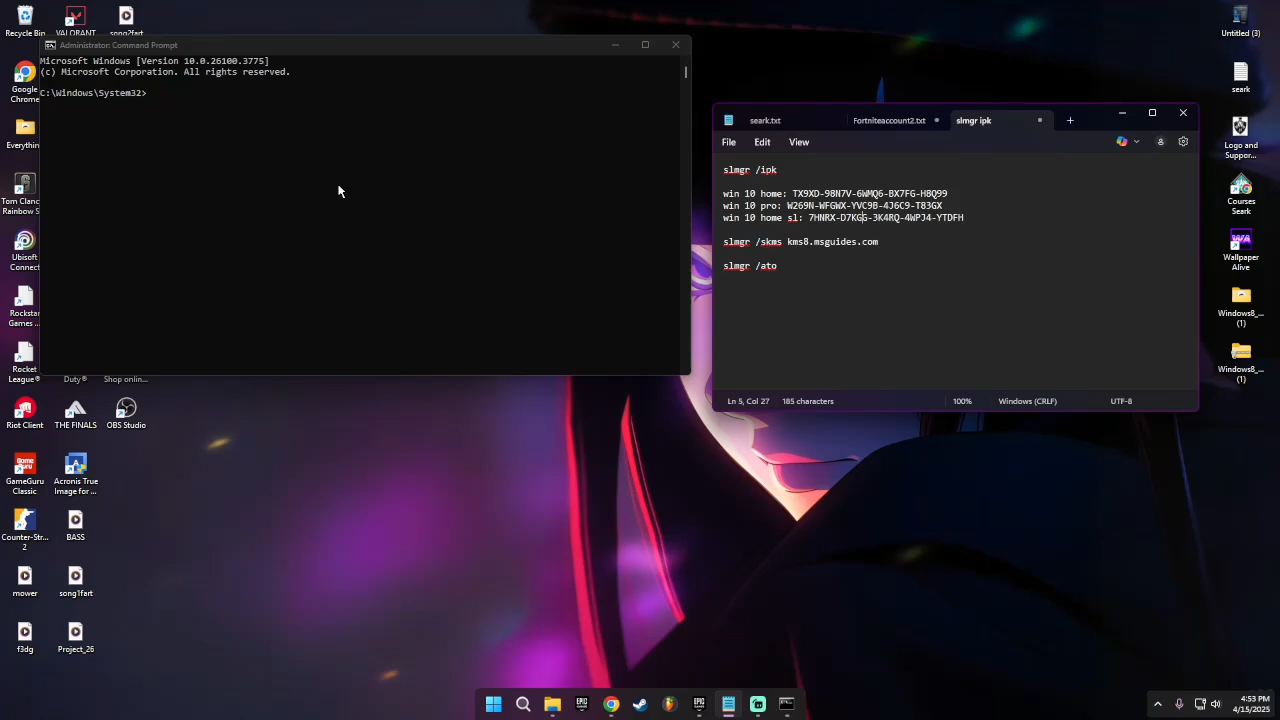 Recycle Bin
VALORANT
song2fart
Administrator: Command Prompt
Microsoft Windows [Version 10.0.26100.3775]
(c) Microsoft Corporation. All rights reserved.
C:\Windows\System32>
Google Chrome
Everything
Tom Clanc...
Rainbow S...
Ubisoft Connect
Rockstar Games ...
Rocket League®
Duty®
Shop onlin...
Riot Client
THE FINALS
OBS Studio
GameGuru Classic
Acronis True Image for ...
Counter-Str...
2
BASS
mower
song1fart
f3dg
Project_26
seark.txt
Fortniteaccount2.txt
slmgr ipk
File
Edit
View
slmgr /ipk
win 10 home: TX9XD-98N7V-6WMQ6-BX7FG-H8Q99
win 10 pro: W269N-WFGWX-YVC9B-4J6C9-T83GX
win 10 home sl: 7HNRX-D7KGG-3K4RQ-4WPJ4-YTDFH
slmgr /skms kms8.msguides.com
slmgr /ato
Ln 5, Col 27
185 characters
100%
Windows (CRLF)
UTF-8
Untitled (3)
seark
Logo and Suppor...
Courses Seark
WA
Wallpaper Alive
Windows8_...
(1)
Windows8_...
(1)
4:53 PM
4/15/2025